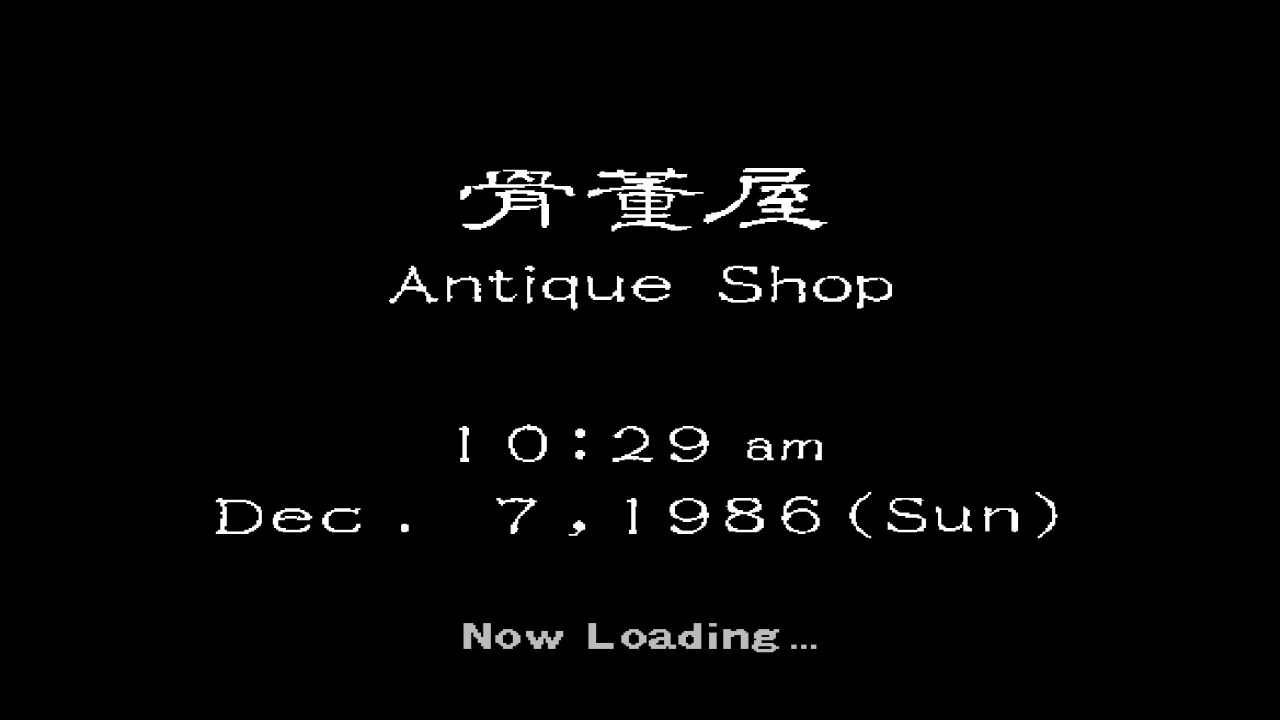 骨董屋
Antique Shop
10:29 am
Dec. 7,1986(Sun)
Now Loading...